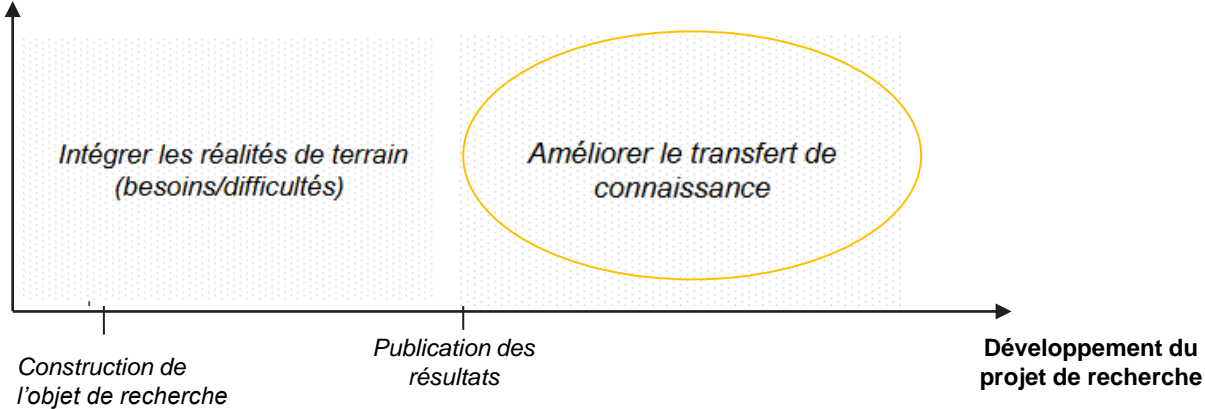 Intégrer les réalités de terrain
(besoins/difficultés)
Améliorer le transfert de
connaissance
Construction de
l'objet de recherche
Publication des
résultats
Développement du
projet de recherche